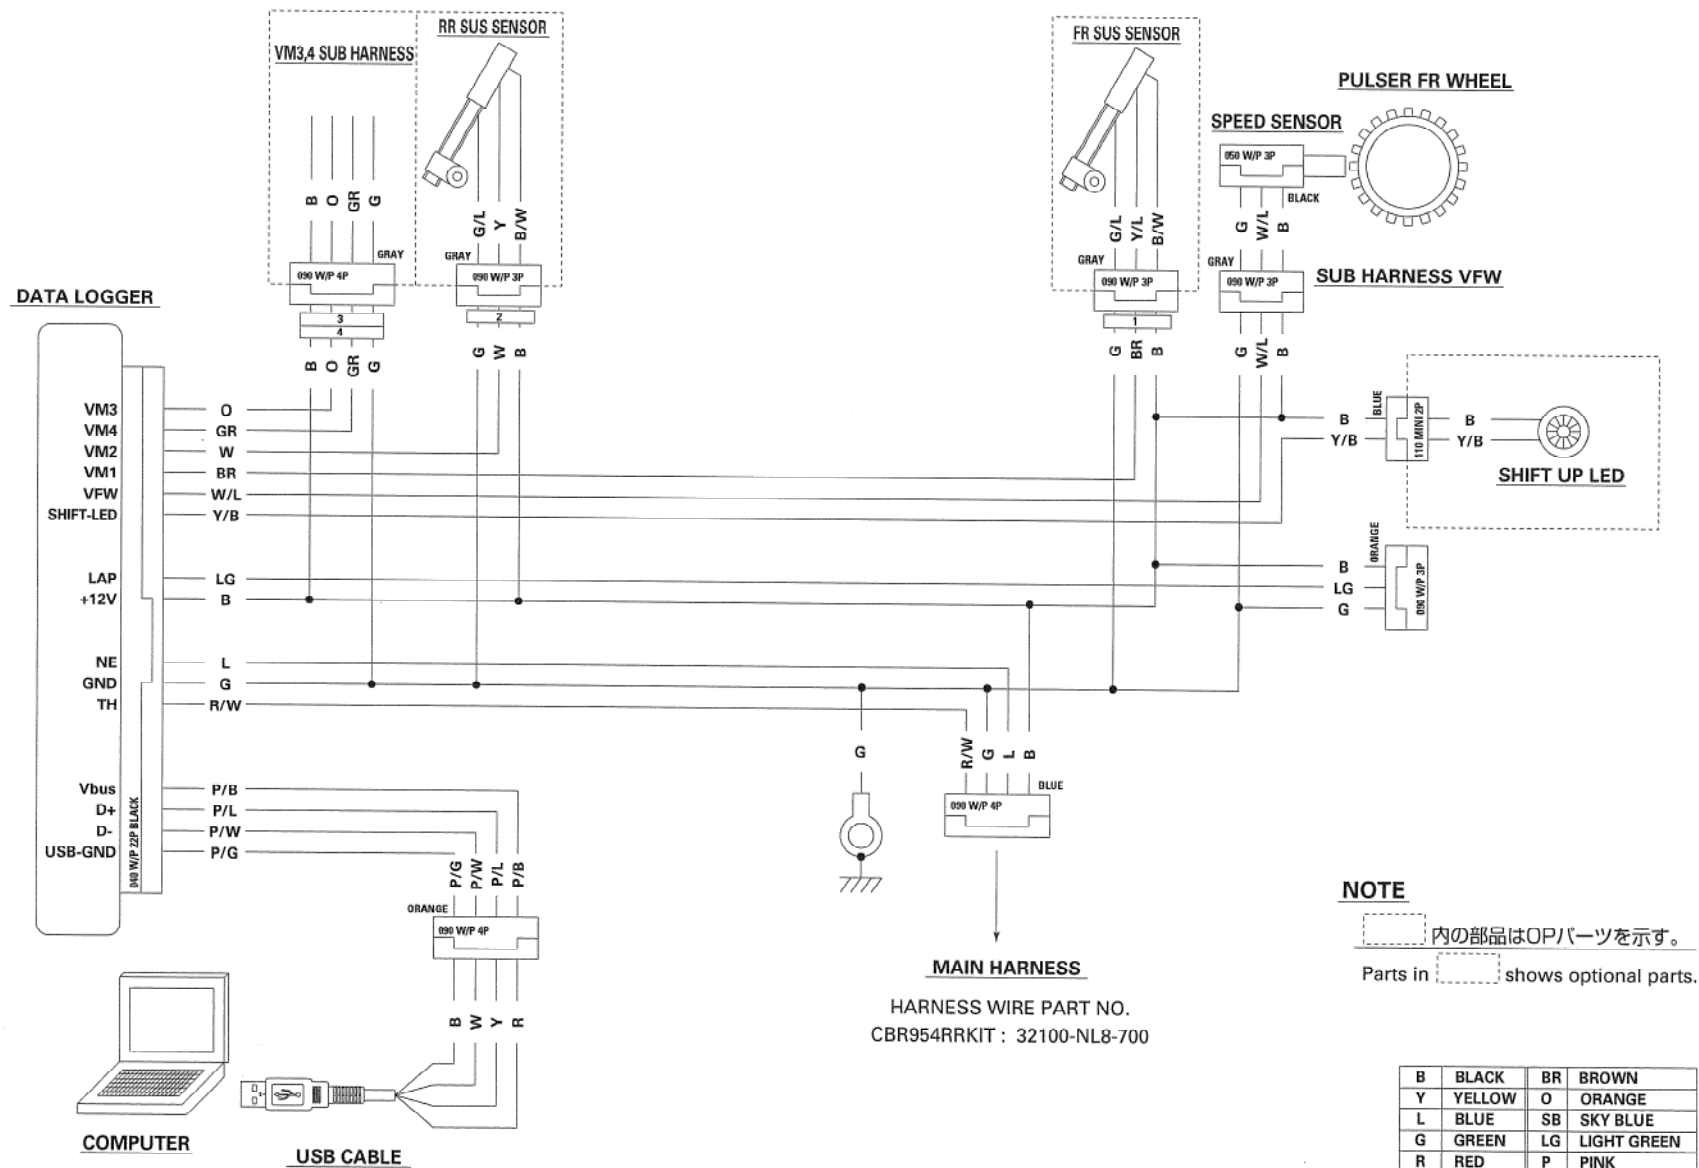 RR SUS SENSOR
VM3,4 SUB HARNESS
FR SUS SENSOR
PULSER FR WHEEL
SPEED SENSOR
050 W/P 3P
BLACK
B O GR G
G/L Y B/W
G/L Y/L B/W
G W/L B
GRAY
090 W/P 4P
GRAY
090 W/P 3P
GRAY
090 W/P 3P
GRAY
090 W/P 3P
SUB HARNESS VFW
DATA LOGGER
3
4
2
1
B O GR G
G W B
G BR B
G W/L B
VM3 O
VM4 GR
VM2 W
VM1 BR
VFW W/L
SHIFT-LED Y/B
LAP LG
+12V B
NE L
GND G
TH R/W
Vbus P/B
D+ P/L
D- P/W
USB-GND P/G
040 W/P 22P BLACK
BLUE
B
Y/B
110 MINI 2P
B
Y/B
SHIFT UP LED
ORANGE
B
LG
G
090 W/P 3P
G
R/W G L B
BLUE
090 W/P 4P
P/G P/W P/L P/B
ORANGE
090 W/P 4P
B W Y R
MAIN HARNESS
HARNESS WIRE PART NO.
CBR954RRKIT : 32100-NL8-700
COMPUTER
USB CABLE
NOTE
内の部品はOPパーツを示す。
Parts in shows optional parts.
B BLACK BR BROWN
Y YELLOW O ORANGE
L BLUE SB SKY BLUE
G GREEN LG LIGHT GREEN
R RED P PINK